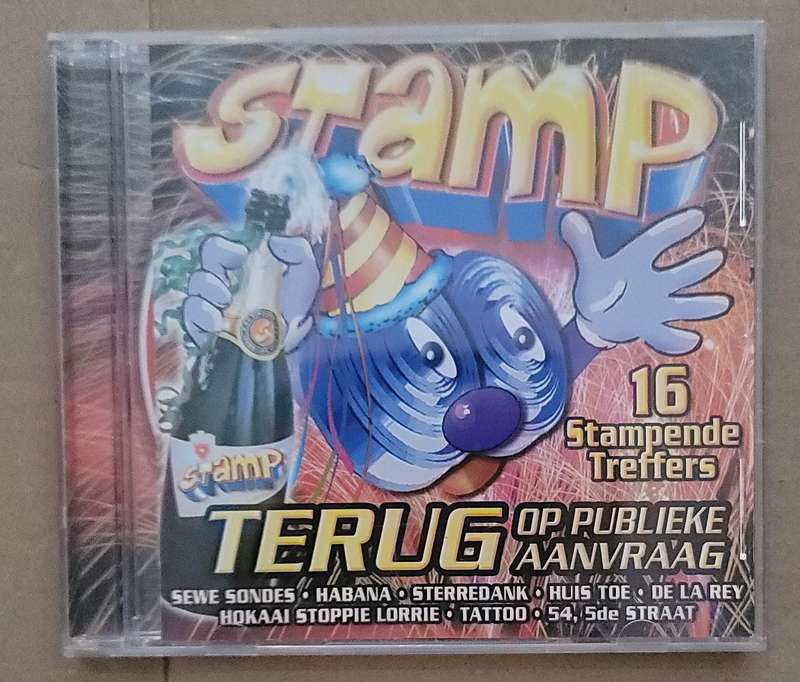 STAMP
STAMP
16
Stampende
Treffers
TERUG OP PUBLIEKE
AANVRAAG
SEWE SONDES • HABANA • STERREDANK • HUIS TOE • DE LA REY
HOKAAI STOPPIE LORRIE • TATTOO • 54, 5de STRAAT